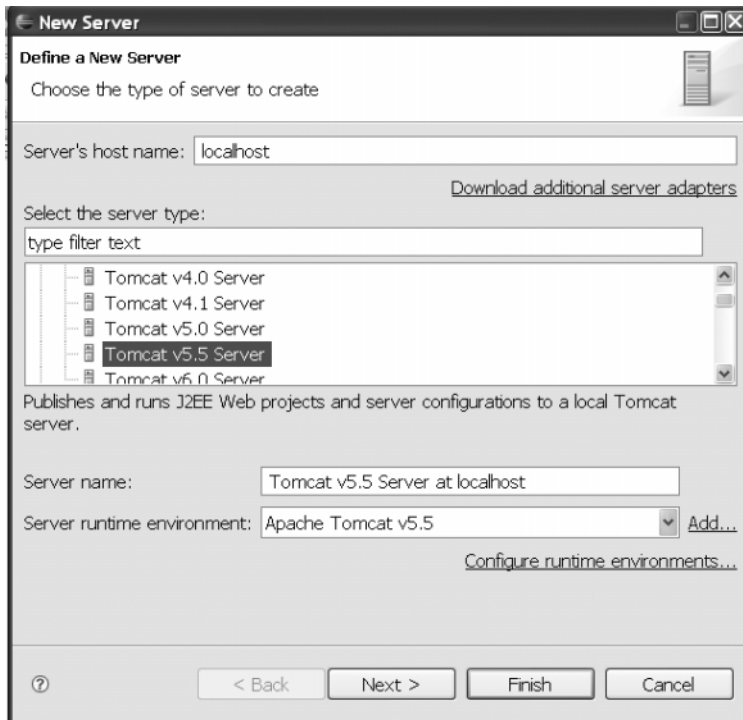 New Server
Define a New Server
Choose the type of server to create
Server's host name: localhost
Download additional server adapters
Select the server type:
type filter text
Tomcat v4.0 Server
Tomcat v4.1 Server
Tomcat v5.0 Server
Tomcat v5.5 Server
Tomcat v6.0 Server
Publishes and runs J2EE Web projects and server configurations to a local Tomcat
server.
Server name: Tomcat v5.5 Server at localhost
Server runtime environment: Apache Tomcat v5.5 Add...
Configure runtime environments...
? < Back Next > Finish Cancel